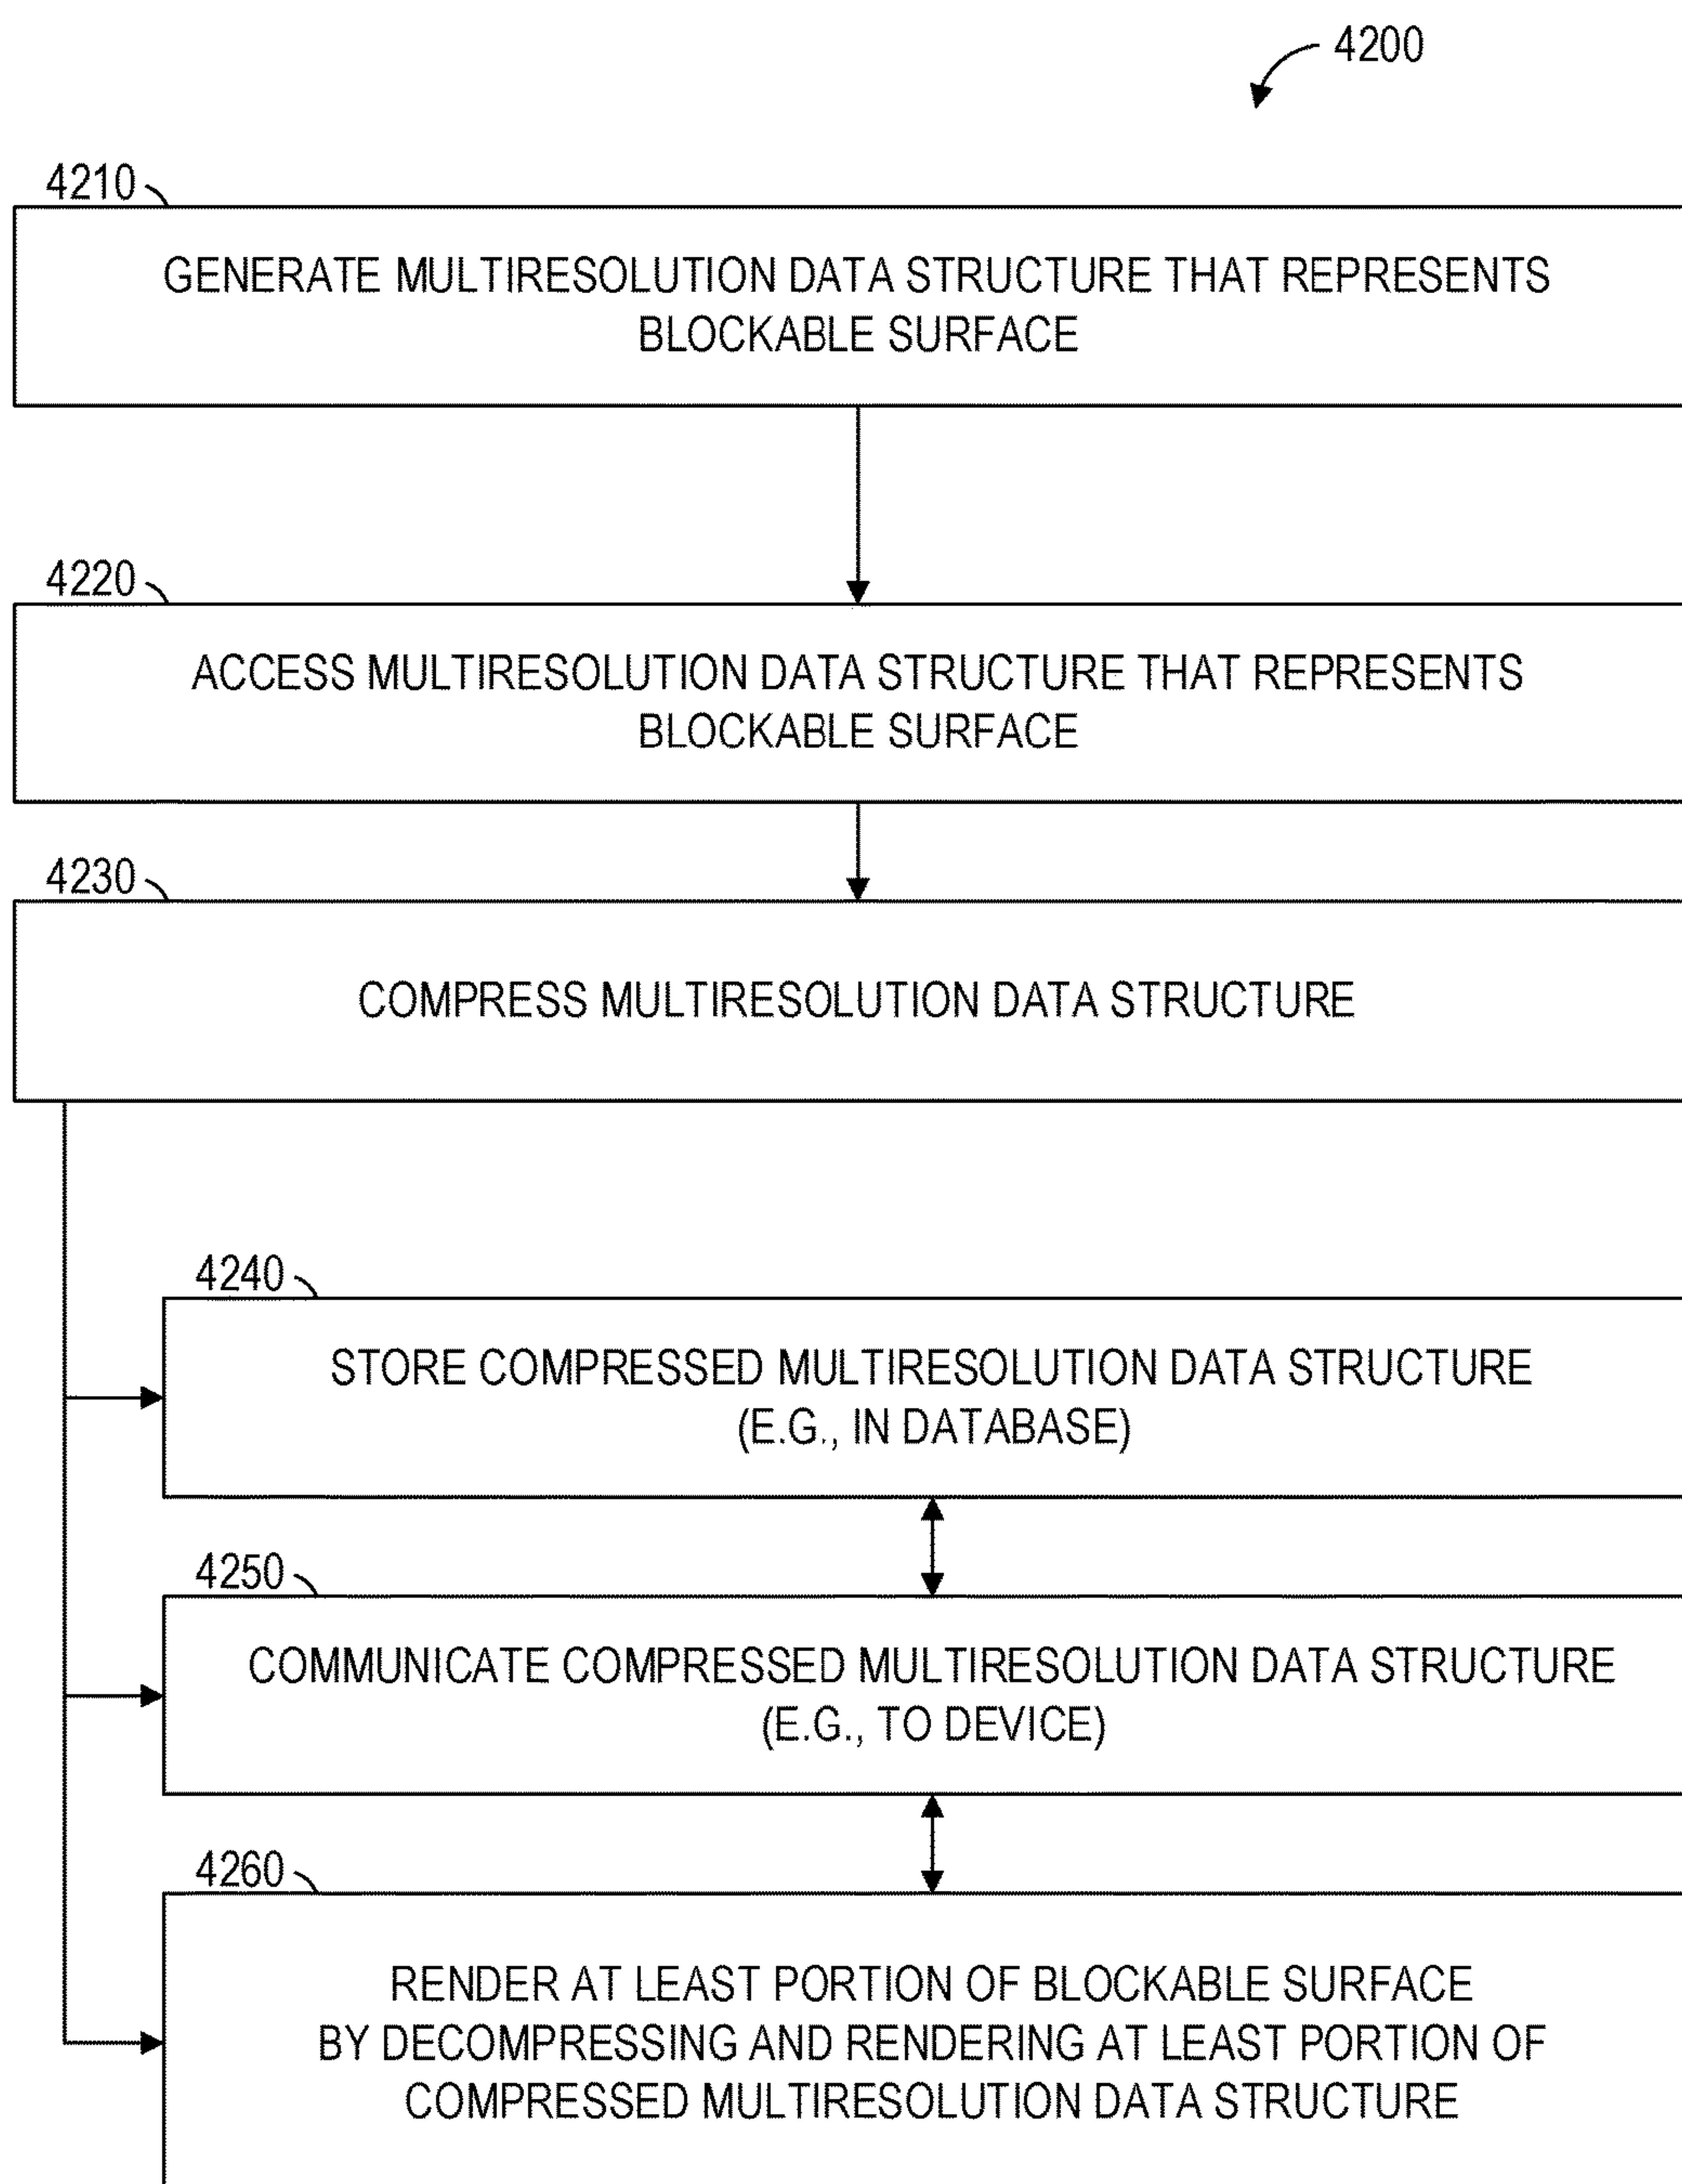 4200
4210
GENERATE MULTIRESOLUTION DATA STRUCTURE THAT REPRESENTS
BLOCKABLE SURFACE
4220
ACCESS MULTIRESOLUTION DATA STRUCTURE THAT REPRESENTS
BLOCKABLE SURFACE
4230
COMPRESS MULTIRESOLUTION DATA STRUCTURE
4240
STORE COMPRESSED MULTIRESOLUTION DATA STRUCTURE
(E.G., IN DATABASE)
4250
COMMUNICATE COMPRESSED MULTIRESOLUTION DATA STRUCTURE
(E.G., TO DEVICE)
4260
RENDER AT LEAST PORTION OF BLOCKABLE SURFACE
BY DECOMPRESSING AND RENDERING AT LEAST PORTION OF
COMPRESSED MULTIRESOLUTION DATA STRUCTURE